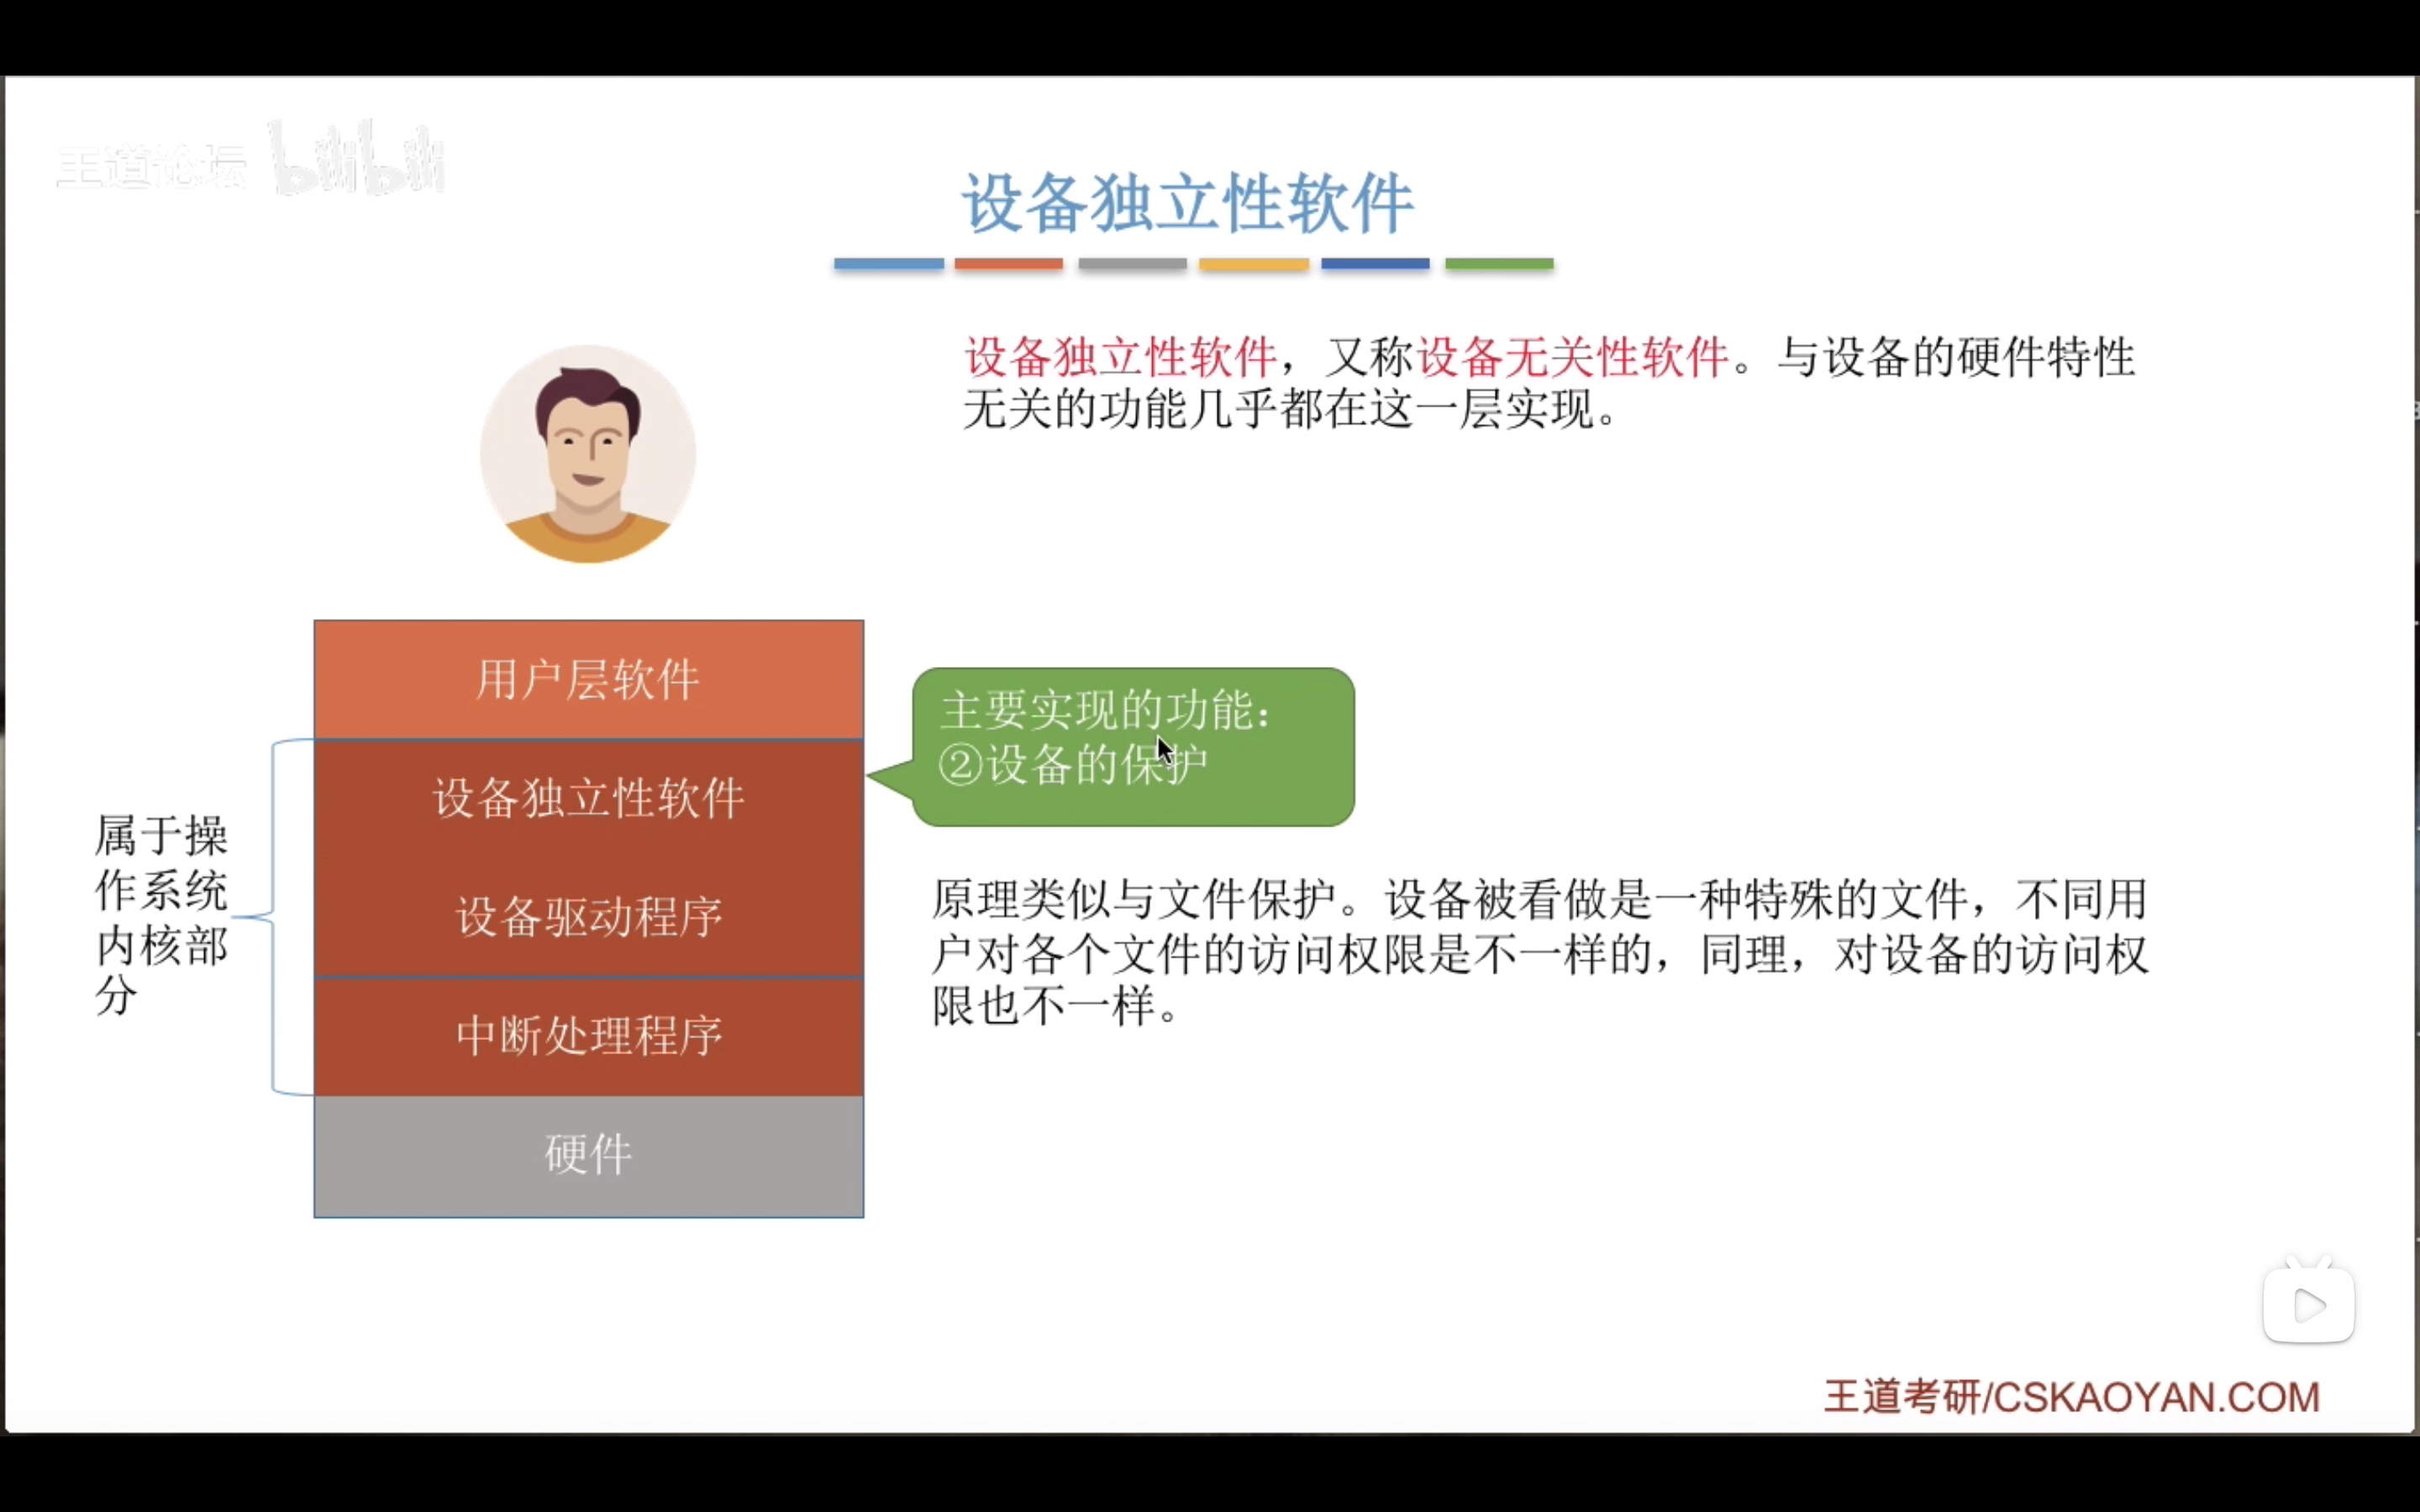 王道论坛 bilibili
设备独立性软件
设备独立性软件，又称设备无关性软件。与设备的硬件特性
无关的功能几乎都在这一层实现。
用户层软件
主要实现的功能：
②设备的保护
设备独立性软件
属于操
作系统
内核部
分
设备驱动程序
原理类似与文件保护。设备被看做是一种特殊的文件，不同用
户对各个文件的访问权限是不一样的，同理，对设备的访问权
限也不一样。
中断处理程序
硬件
王道考研/CSKAOYAN.COM